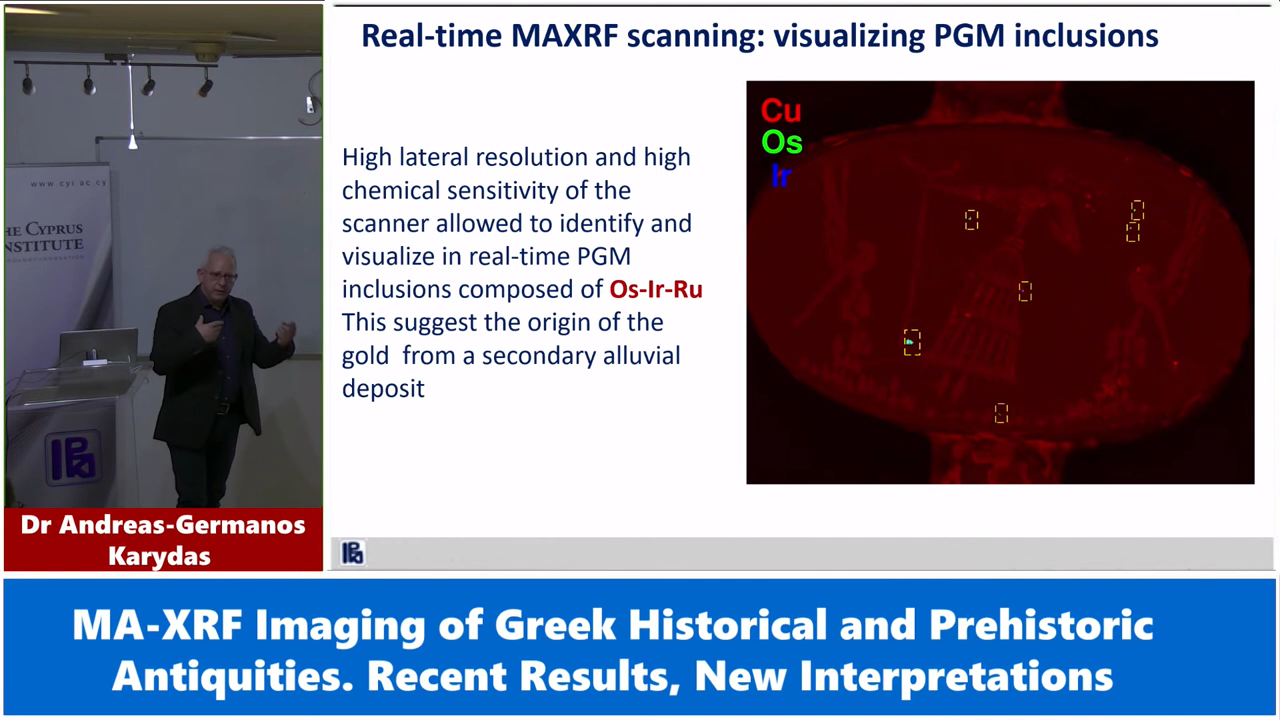 Real-time MAXRF scanning: visualizing PGM inclusions
High lateral resolution and high
chemical sensitivity of the
scanner allowed to identify and
visualize in real-time PGM
inclusions composed of Os-Ir-Ru
This suggest the origin of the
gold from a secondary alluvial
deposit
Cu
Os
Ir
www.cyi.ac.cy
HE CYPRUS
NSTITUTE
Dr Andreas-Germanos
Karydas
MA-XRF Imaging of Greek Historical and Prehistoric
Antiquities. Recent Results, New Interpretations